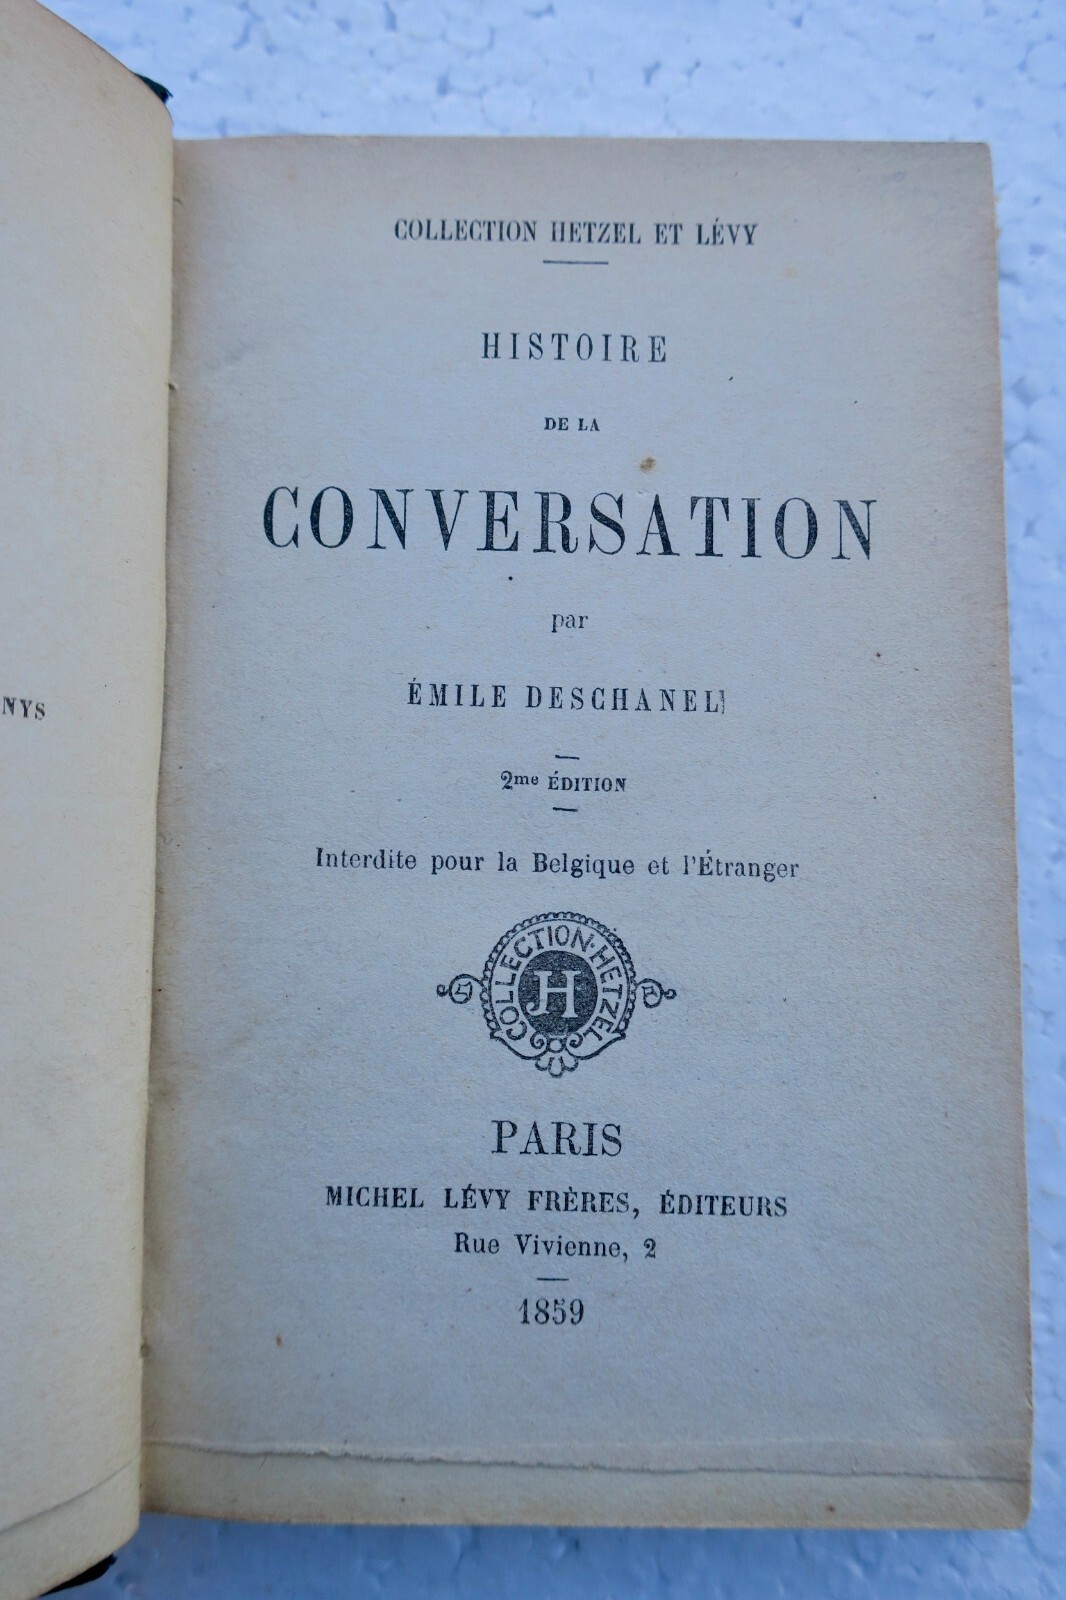 NYS
COLLECTION HETZEL ET LÉVY
HISTOIRE
DE LA
CONVERSATION
par
ÉMILE DESCHANEL
2me ÉDITION
Interdite pour la Belgique et l'Étranger
COLLECTION·HETZEL
H
PARIS
MICHEL LÉVY FRÈRES, ÉDITEURS
Rue Vivienne, 2
1859